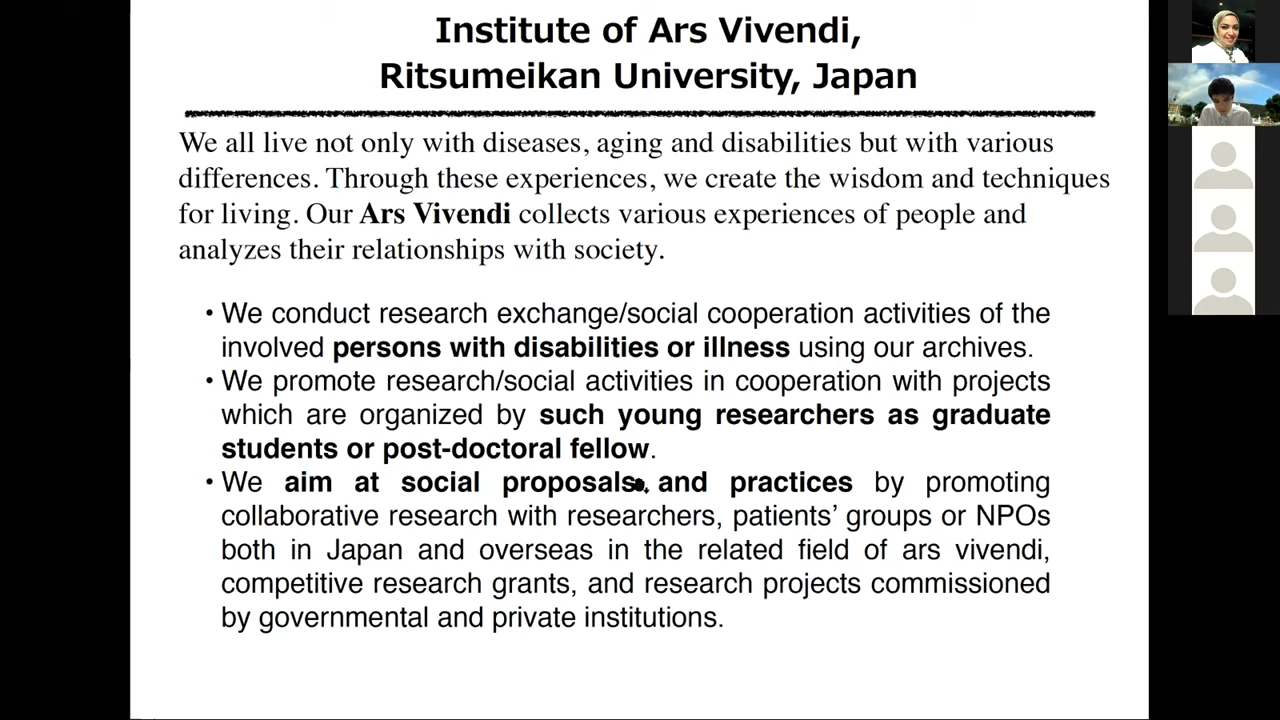 Institute of Ars Vivendi,
Ritsumeikan University, Japan
We all live not only with diseases, aging and disabilities but with various
differences. Through these experiences, we create the wisdom and techniques
for living. Our Ars Vivendi collects various experiences of people and
analyzes their relationships with society.
• We conduct research exchange/social cooperation activities of the
involved persons with disabilities or illness using our archives.
• We promote research/social activities in cooperation with projects
which are organized by such young researchers as graduate
students or post-doctoral fellow.
• We aim at social proposals and practices by promoting
collaborative research with researchers, patients’ groups or NPOs
both in Japan and overseas in the related field of ars vivendi,
competitive research grants, and research projects commissioned
by governmental and private institutions.